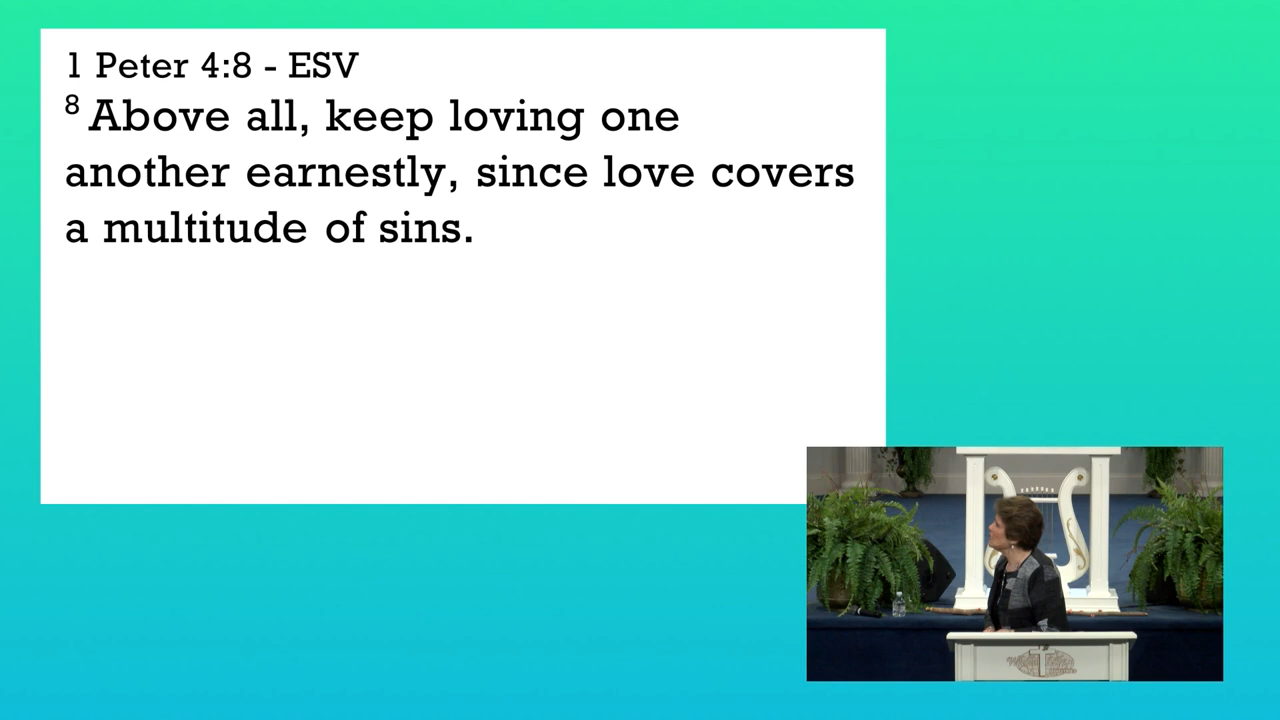 1 Peter 4:8 - ESV
8 Above all, keep loving one
another earnestly, since love covers
a multitude of sins.